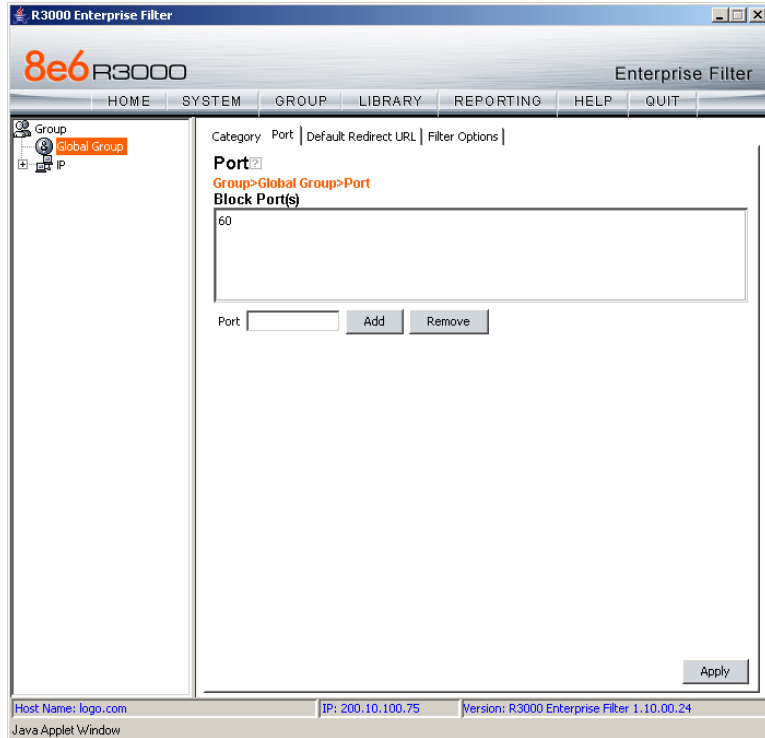 R3000 Enterprise Filter
8e6 R3000
Enterprise Filter
HOME SYSTEM GROUP LIBRARY REPORTING HELP QUIT
Group
Global Group
IP
Category Port Default Redirect URL Filter Options
Port ?
Group>Global Group>Port
Block Port(s)
60
Port Add Remove
Apply
Host Name: logo.com IP: 200.10.100.75 Version: R3000 Enterprise Filter 1.10.00.24
Java Applet Window